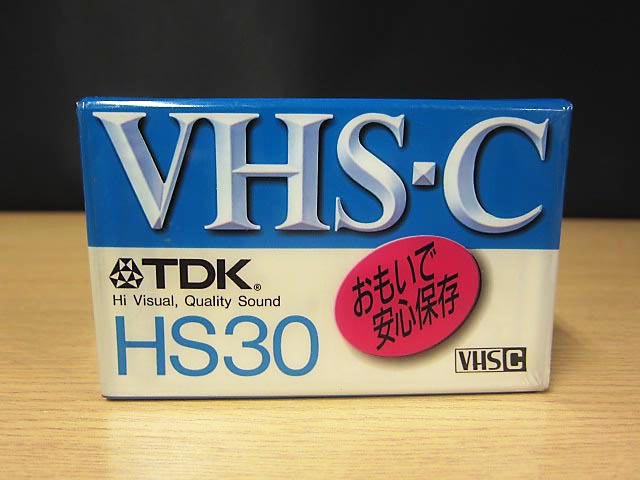 VHS-C
TDK®
Hi Visual, Quality Sound
HS30
おもいで
安心保存
VHS C